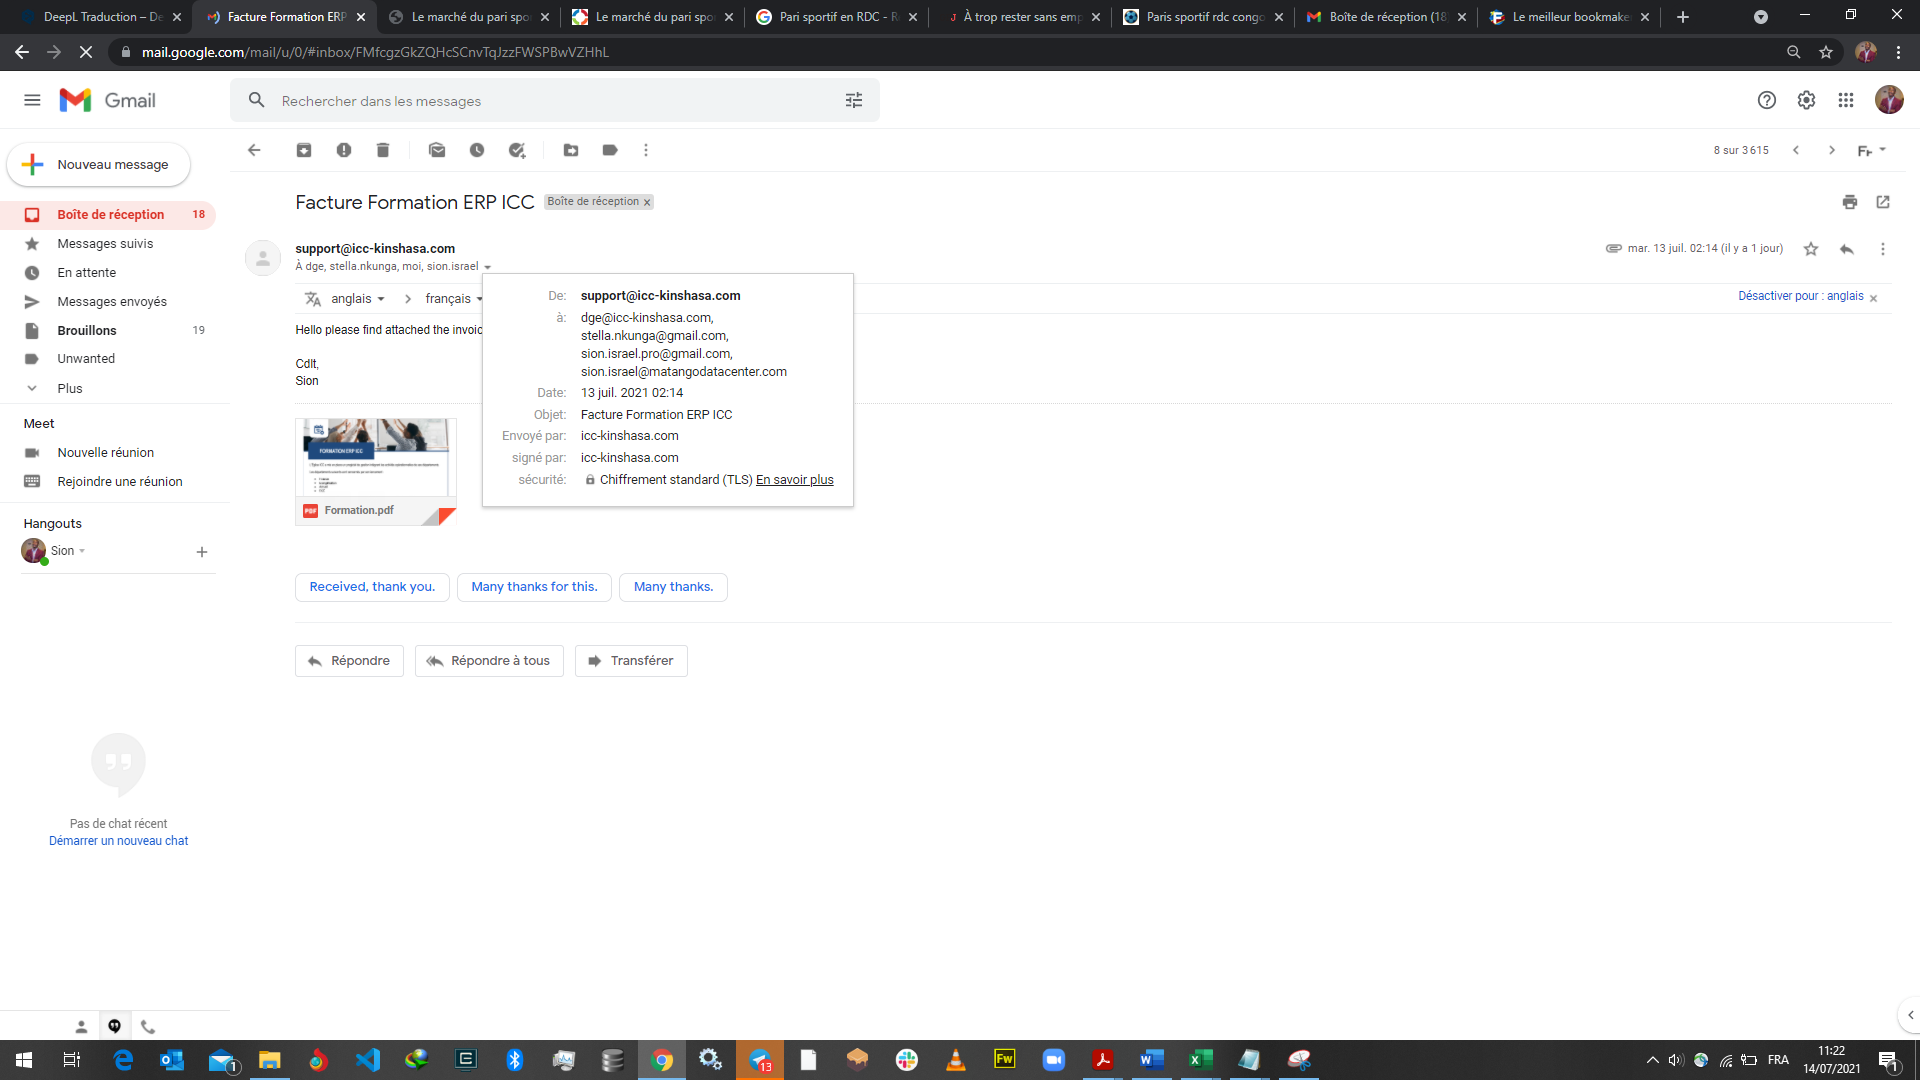 DeepL Traduction – De
Facture Formation ERP
Le marché du pari spo
Le marché du pari spo
Pari sportif en RDC - R
À trop rester sans emp
Paris sportif rdc congo
Boîte de réception (18
Le meilleur bookmake
mail.google.com/mail/u/0/#inbox/FMfcgzGkZQHcSCnvTqJzzFWSPBwVZHhL
Gmail
Rechercher dans les messages
Nouveau message
8 sur 3 615
Boîte de réception 18
Messages suivis
En attente
Messages envoyés
Brouillons 19
Unwanted
Plus
Meet
Nouvelle réunion
Rejoindre une réunion
Hangouts
Sion
Pas de chat récent
Démarrer un nouveau chat
Facture Formation ERP ICC
Boîte de réception x
support@icc-kinshasa.com
mar. 13 juil. 02:14 (il y a 1 jour)
À dge, stella.nkunga, moi, sion.israel
anglais > français
Désactiver pour : anglais x
Hello please find attached the invoic
Cdlt,
Sion
De: support@icc-kinshasa.com
à: dge@icc-kinshasa.com,
stella.nkunga@gmail.com,
sion.israel.pro@gmail.com,
sion.israel@matangodatacenter.com
Date: 13 juil. 2021 02:14
Objet: Facture Formation ERP ICC
Envoyé par: icc-kinshasa.com
signé par: icc-kinshasa.com
sécurité: Chiffrement standard (TLS) En savoir plus
FORMATION ERP ICC
PDF Formation.pdf
Received, thank you.
Many thanks for this.
Many thanks.
Répondre
Répondre à tous
Transférer
1
Fw
13
FRA
11:22
14/07/2021
1